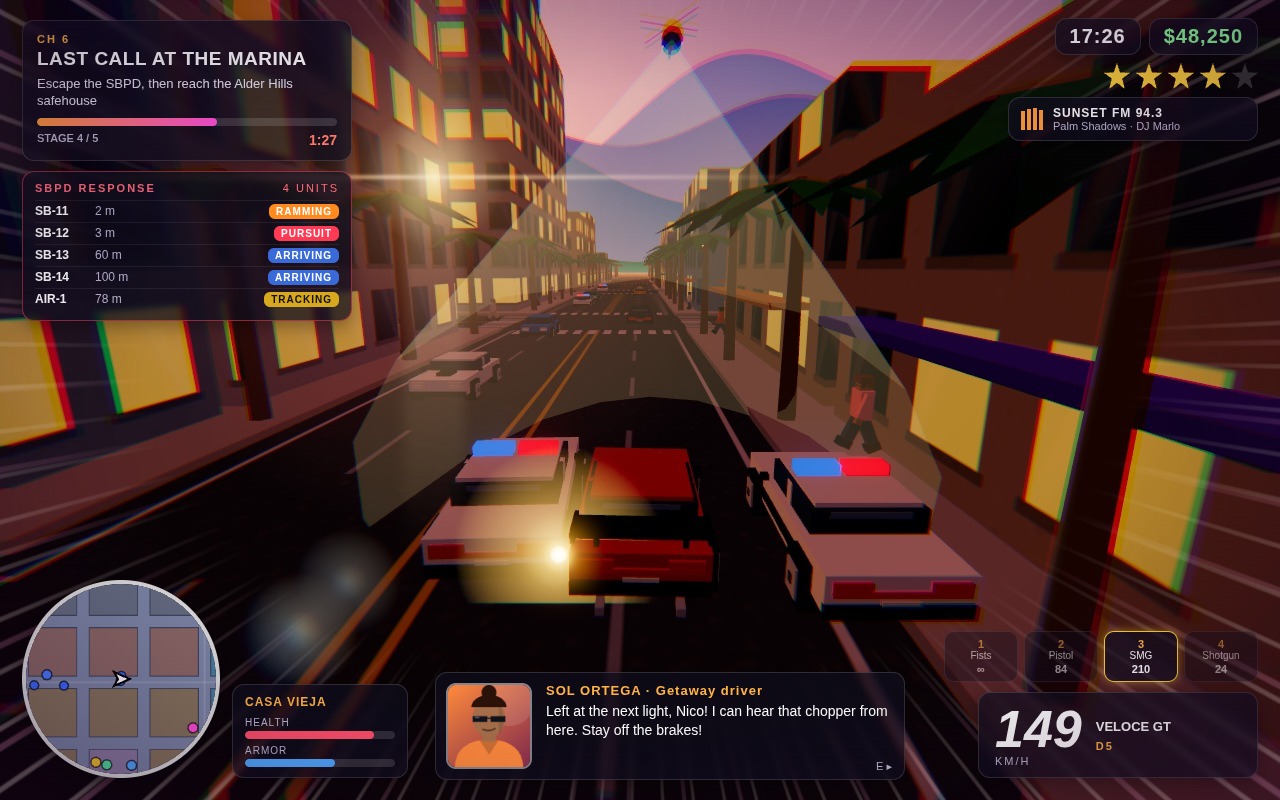 CH 6
LAST CALL AT THE MARINA
Escape the SBPD, then reach the Alder Hills
safehouse
STAGE 4 / 5 1:27
SBPD RESPONSE 4 UNITS
SB-11 2 m RAMMING
SB-12 3 m PURSUIT
SB-13 60 m ARRIVING
SB-14 100 m ARRIVING
AIR-1 78 m TRACKING
17:26 $48,250
SUNSET FM 94.3
Palm Shadows · DJ Marlo
CASA VIEJA
HEALTH
ARMOR
SOL ORTEGA · Getaway driver
Left at the next light, Nico! I can hear that chopper from
here. Stay off the brakes!
E ▸
1 2 3 4
Fists Pistol SMG Shotgun
∞ 84 210 24
149 VELOCE GT
D5
KM/H